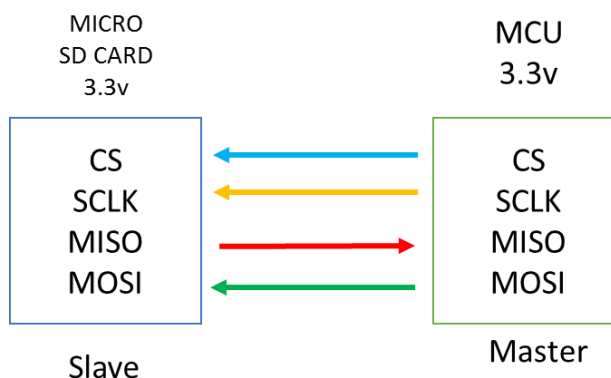 MICRO
SD CARD
3.3v
MCU
3.3v
CS
SCLK
MISO
MOSI
CS
SCLK
MISO
MOSI
Slave
Master